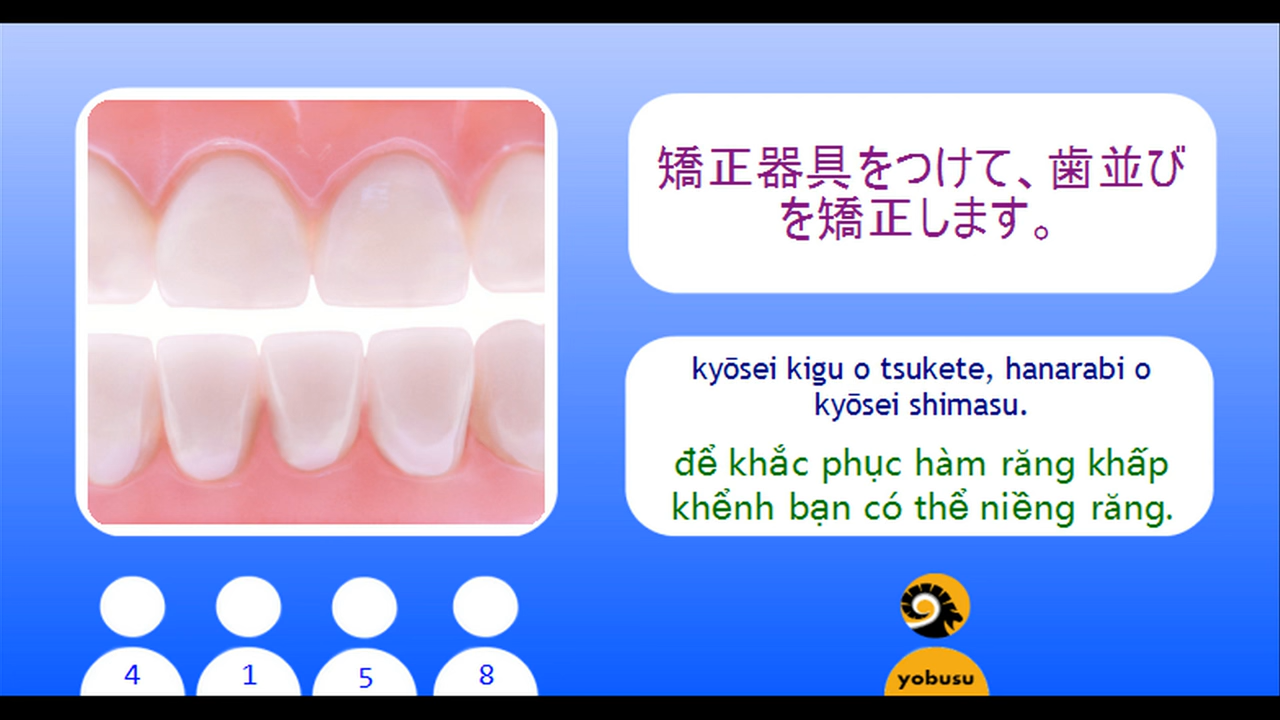 矯正器具をつけて、歯並び
を矯正します。
kyōsei kigu o tsukete, hanarabi o
kyōsei shimasu.
để khắc phục hàm răng khấp
khểnh bạn có thể niềng răng.
4 1 5 8
yobusu